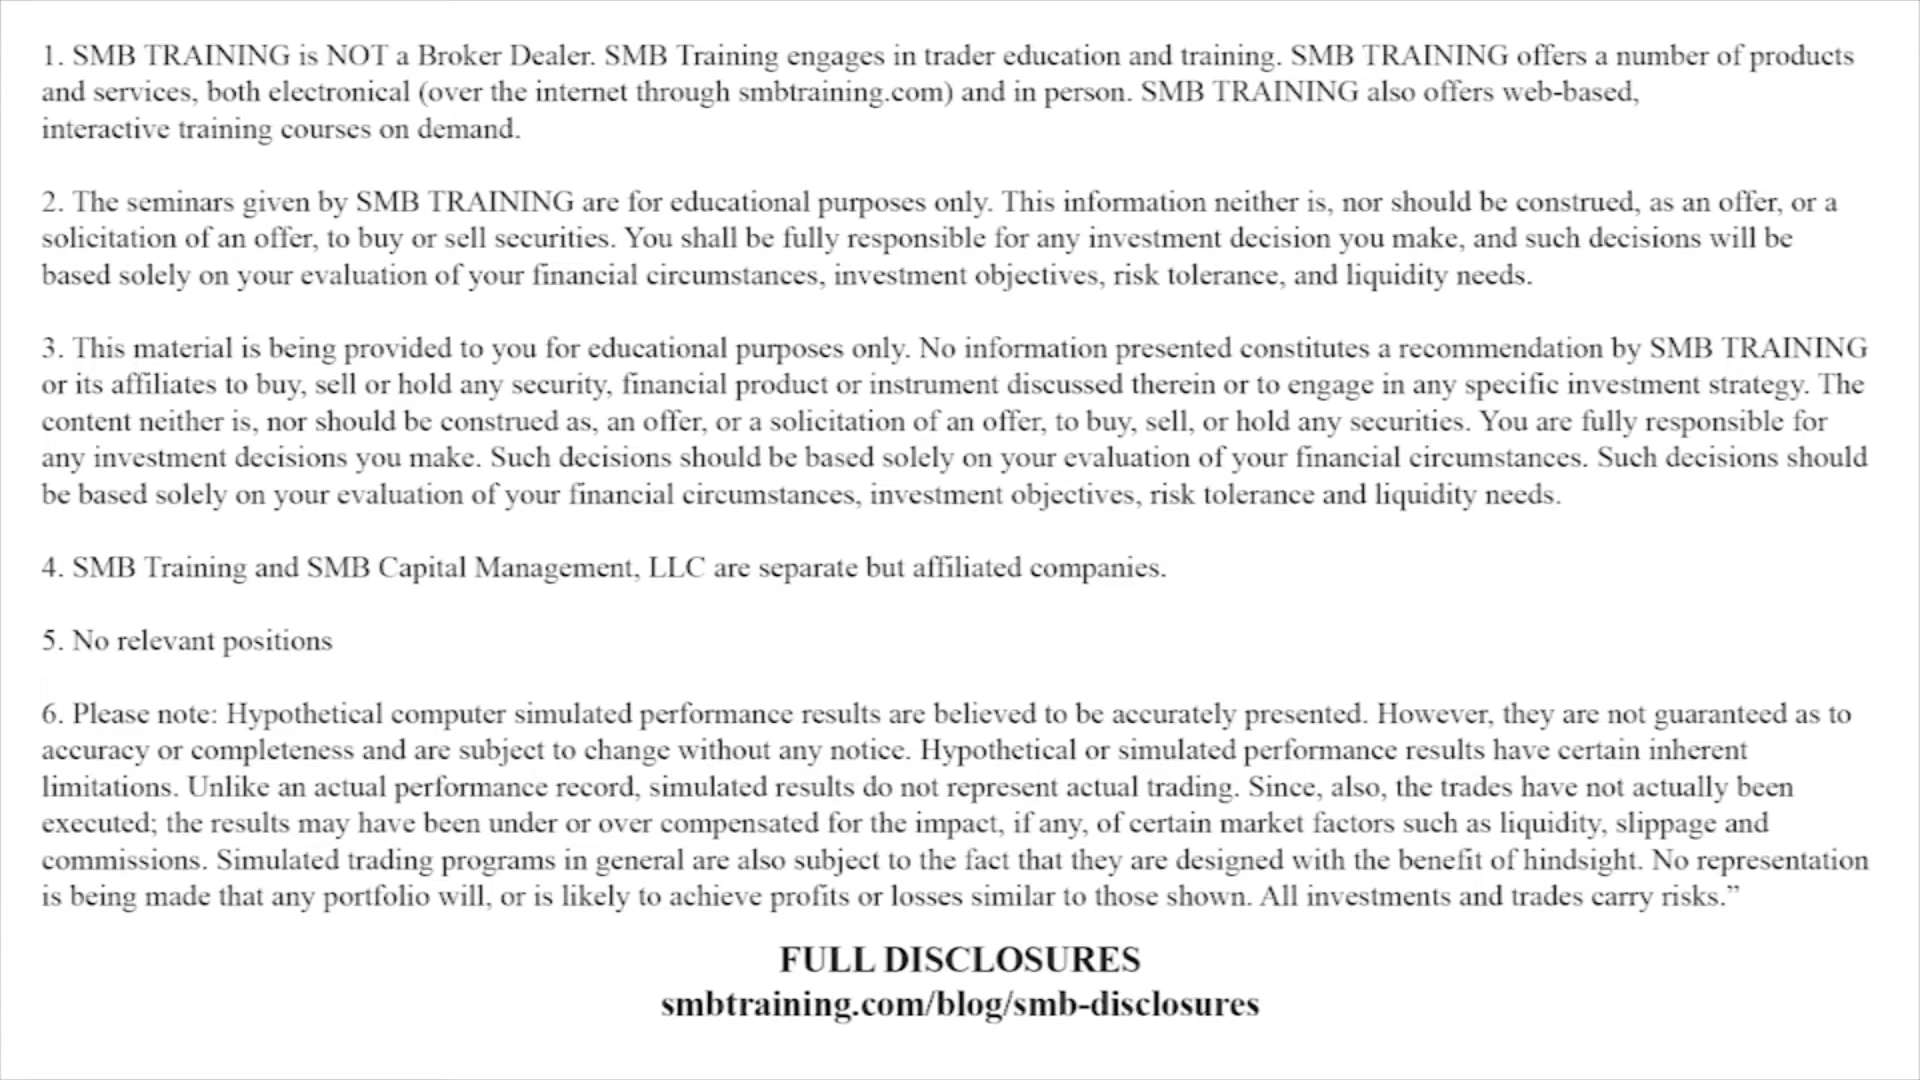 1. SMB TRAINING is NOT a Broker Dealer. SMB Training engages in trader education and training. SMB TRAINING offers a number of products
and services, both electronical (over the internet through smbtraining.com) and in person. SMB TRAINING also offers web-based,
interactive training courses on demand.
2. The seminars given by SMB TRAINING are for educational purposes only. This information neither is, nor should be construed, as an offer, or a
solicitation of an offer, to buy or sell securities. You shall be fully responsible for any investment decision you make, and such decisions will be
based solely on your evaluation of your financial circumstances, investment objectives, risk tolerance, and liquidity needs.
3. This material is being provided to you for educational purposes only. No information presented constitutes a recommendation by SMB TRAINING
or its affiliates to buy, sell or hold any security, financial product or instrument discussed therein or to engage in any specific investment strategy. The
content neither is, nor should be construed as, an offer, or a solicitation of an offer, to buy, sell, or hold any securities. You are fully responsible for
any investment decisions you make. Such decisions should be based solely on your evaluation of your financial circumstances. Such decisions should
be based solely on your evaluation of your financial circumstances, investment objectives, risk tolerance and liquidity needs.
4. SMB Training and SMB Capital Management, LLC are separate but affiliated companies.
5. No relevant positions
6. Please note: Hypothetical computer simulated performance results are believed to be accurately presented. However, they are not guaranteed as to
accuracy or completeness and are subject to change without any notice. Hypothetical or simulated performance results have certain inherent
limitations. Unlike an actual performance record, simulated results do not represent actual trading. Since, also, the trades have not actually been
executed; the results may have been under or over compensated for the impact, if any, of certain market factors such as liquidity, slippage and
commissions. Simulated trading programs in general are also subject to the fact that they are designed with the benefit of hindsight. No representation
is being made that any portfolio will, or is likely to achieve profits or losses similar to those shown. All investments and trades carry risks.”
FULL DISCLOSURES
smbtraining.com/blog/smb-disclosures